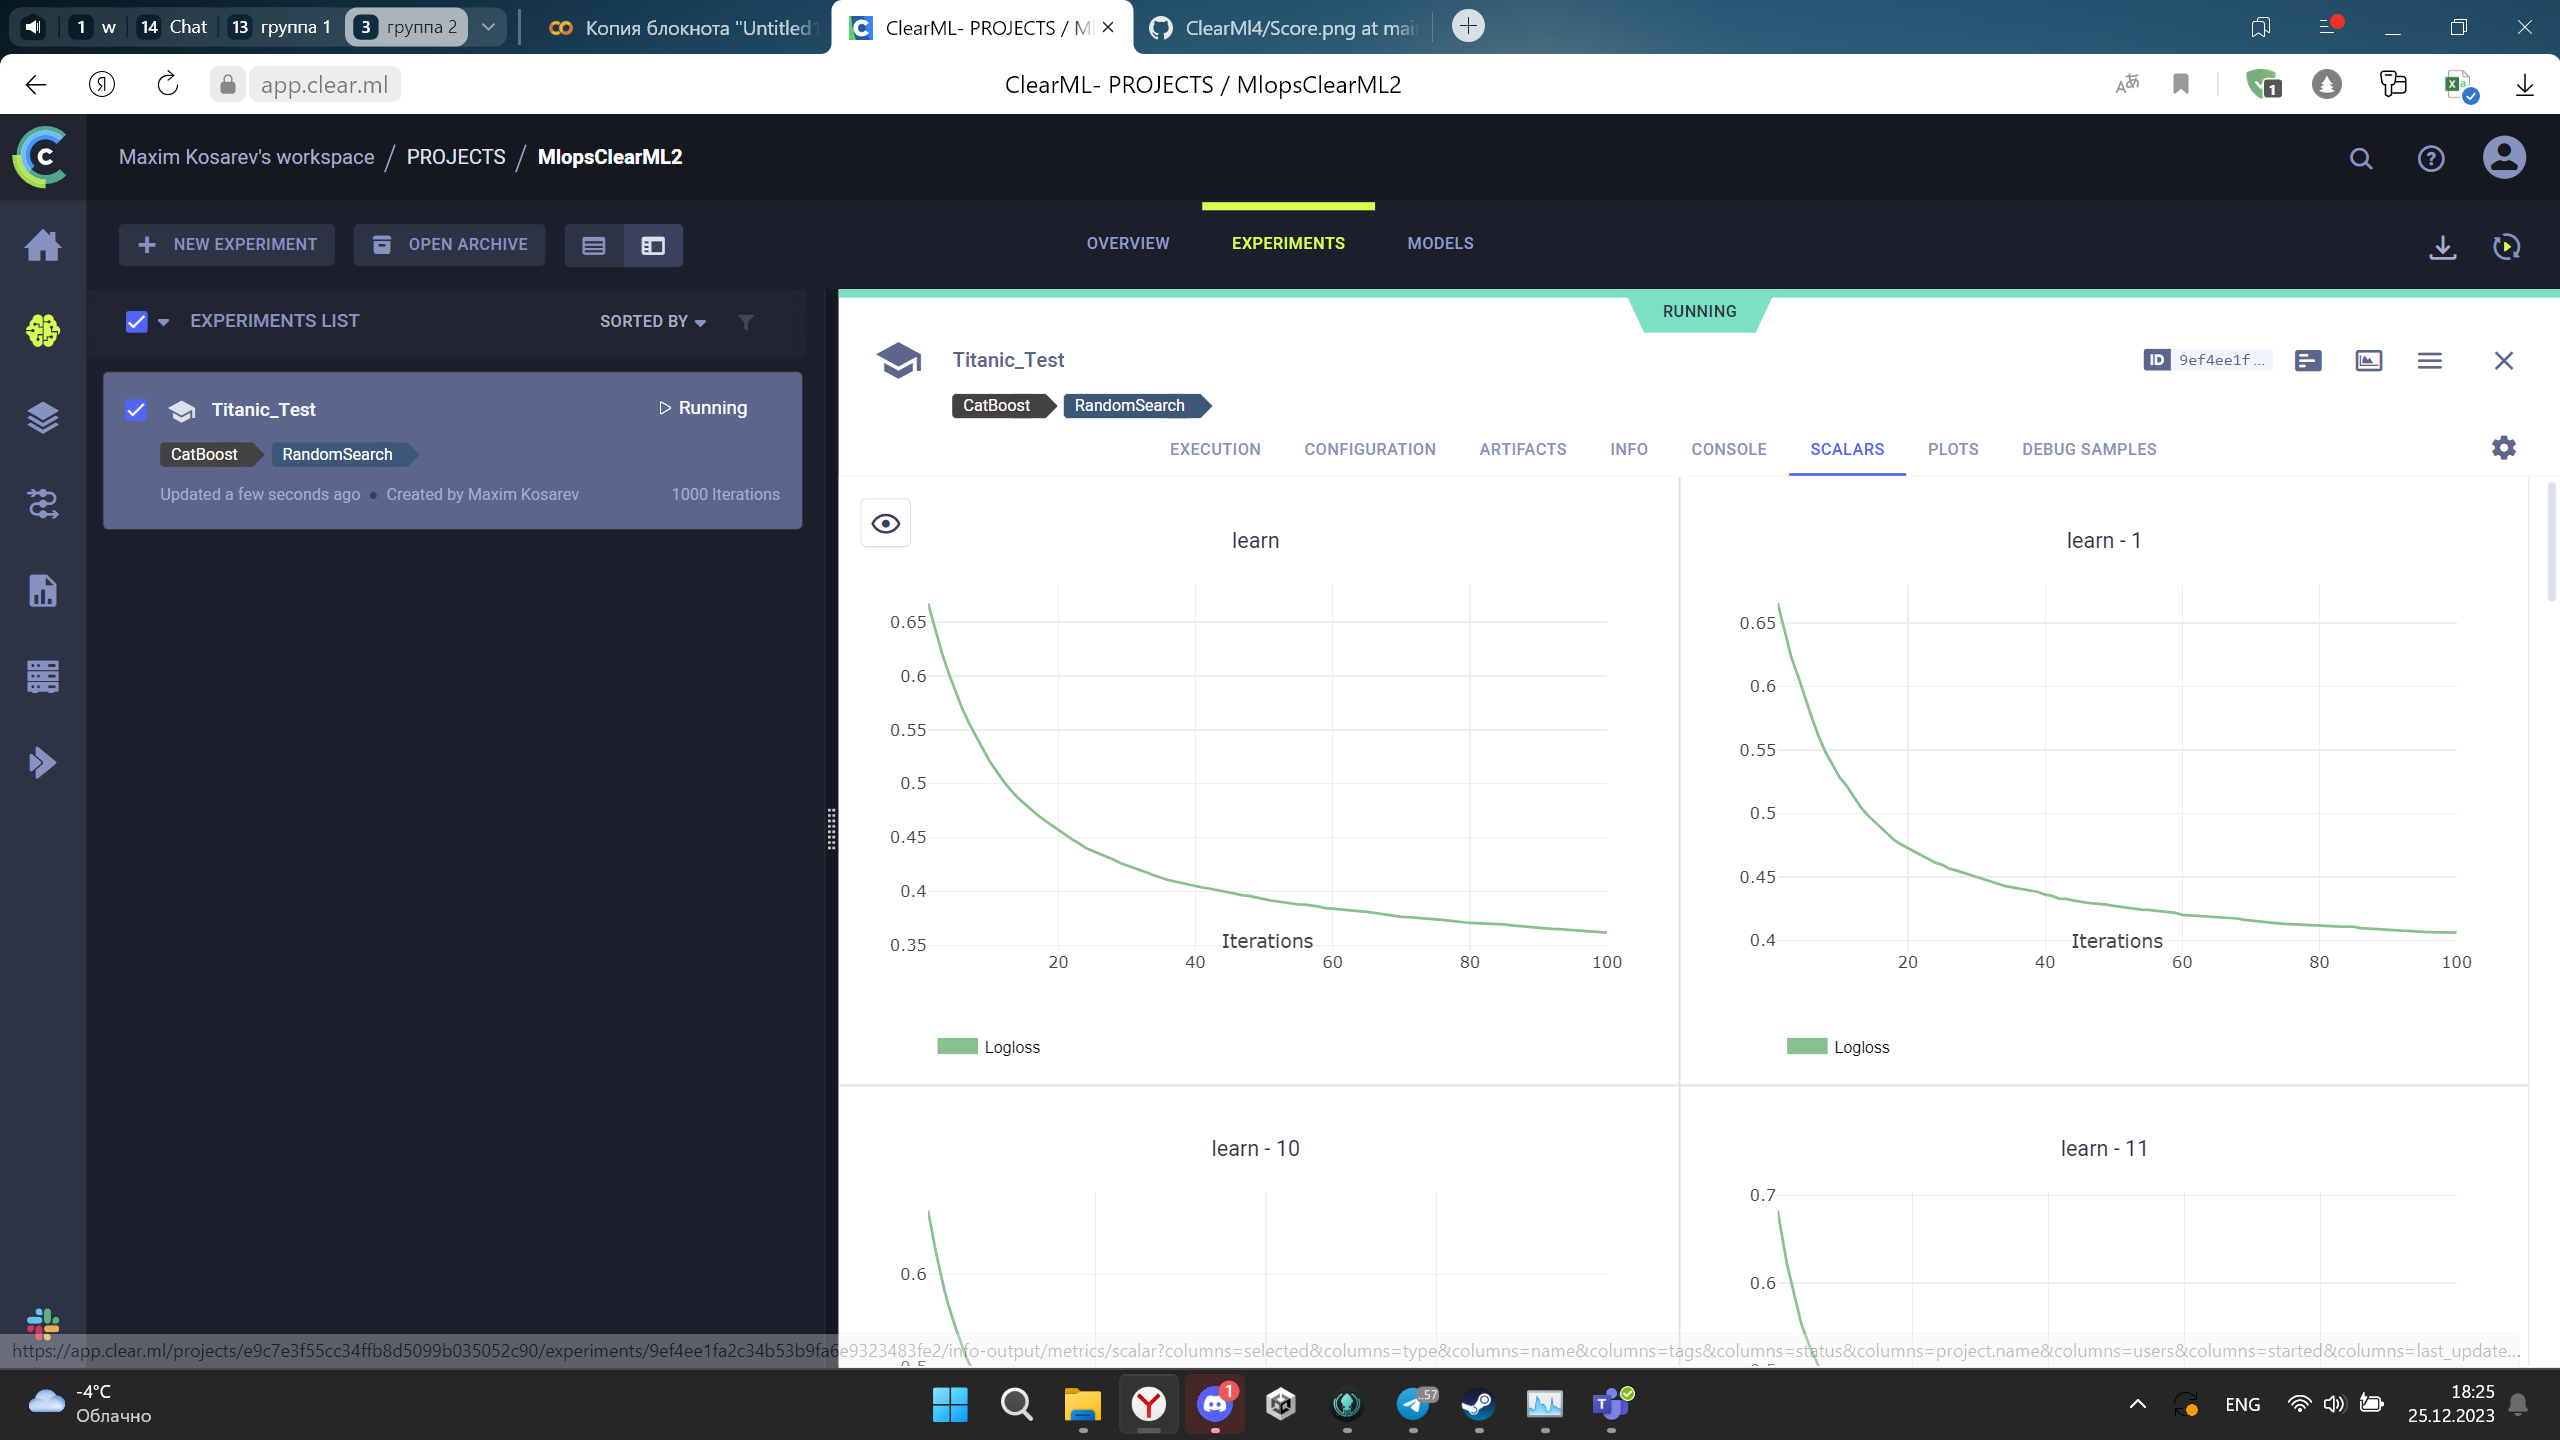 1 w 14 Chat 13 группа 1 3 группа 2 Копия блокнота "Untitled1 ClearML- PROJECTS / Ml ClearMl4/Score.png at mai
app.clear.ml ClearML- PROJECTS / MlopsClearML2 1
Maxim Kosarev's workspace / PROJECTS / MlopsClearML2
NEW EXPERIMENT OPEN ARCHIVE OVERVIEW EXPERIMENTS MODELS
EXPERIMENTS LIST SORTED BY
Titanic_Test Running
CatBoost RandomSearch
Updated a few seconds ago • Created by Maxim Kosarev 1000 Iterations
RUNNING
Titanic_Test ID 9ef4ee1f...
CatBoost RandomSearch
EXECUTION CONFIGURATION ARTIFACTS INFO CONSOLE SCALARS PLOTS DEBUG SAMPLES
learn
0.65
0.6
0.55
0.5
0.45
0.4
0.35
Iterations
20 40 60 80 100
Logloss
learn - 1
0.65
0.6
0.55
0.5
0.45
0.4
Iterations
20 40 60 80 100
Logloss
learn - 10
0.6
learn - 11
0.7
0.6
https://app.clear.ml/projects/e9c7e3f55cc34ffb8d5099b035052c90/experiments/9ef4ee1fa2c34b53b9fa6e9323483fe2/info-output/metrics/scalar?columns=selected&columns=type&columns=name&columns=tags&columns=status&columns=project.name&columns=users&columns=started&columns=last_update...
-4°C
Облачно
1
..57
ENG
18:25
25.12.2023